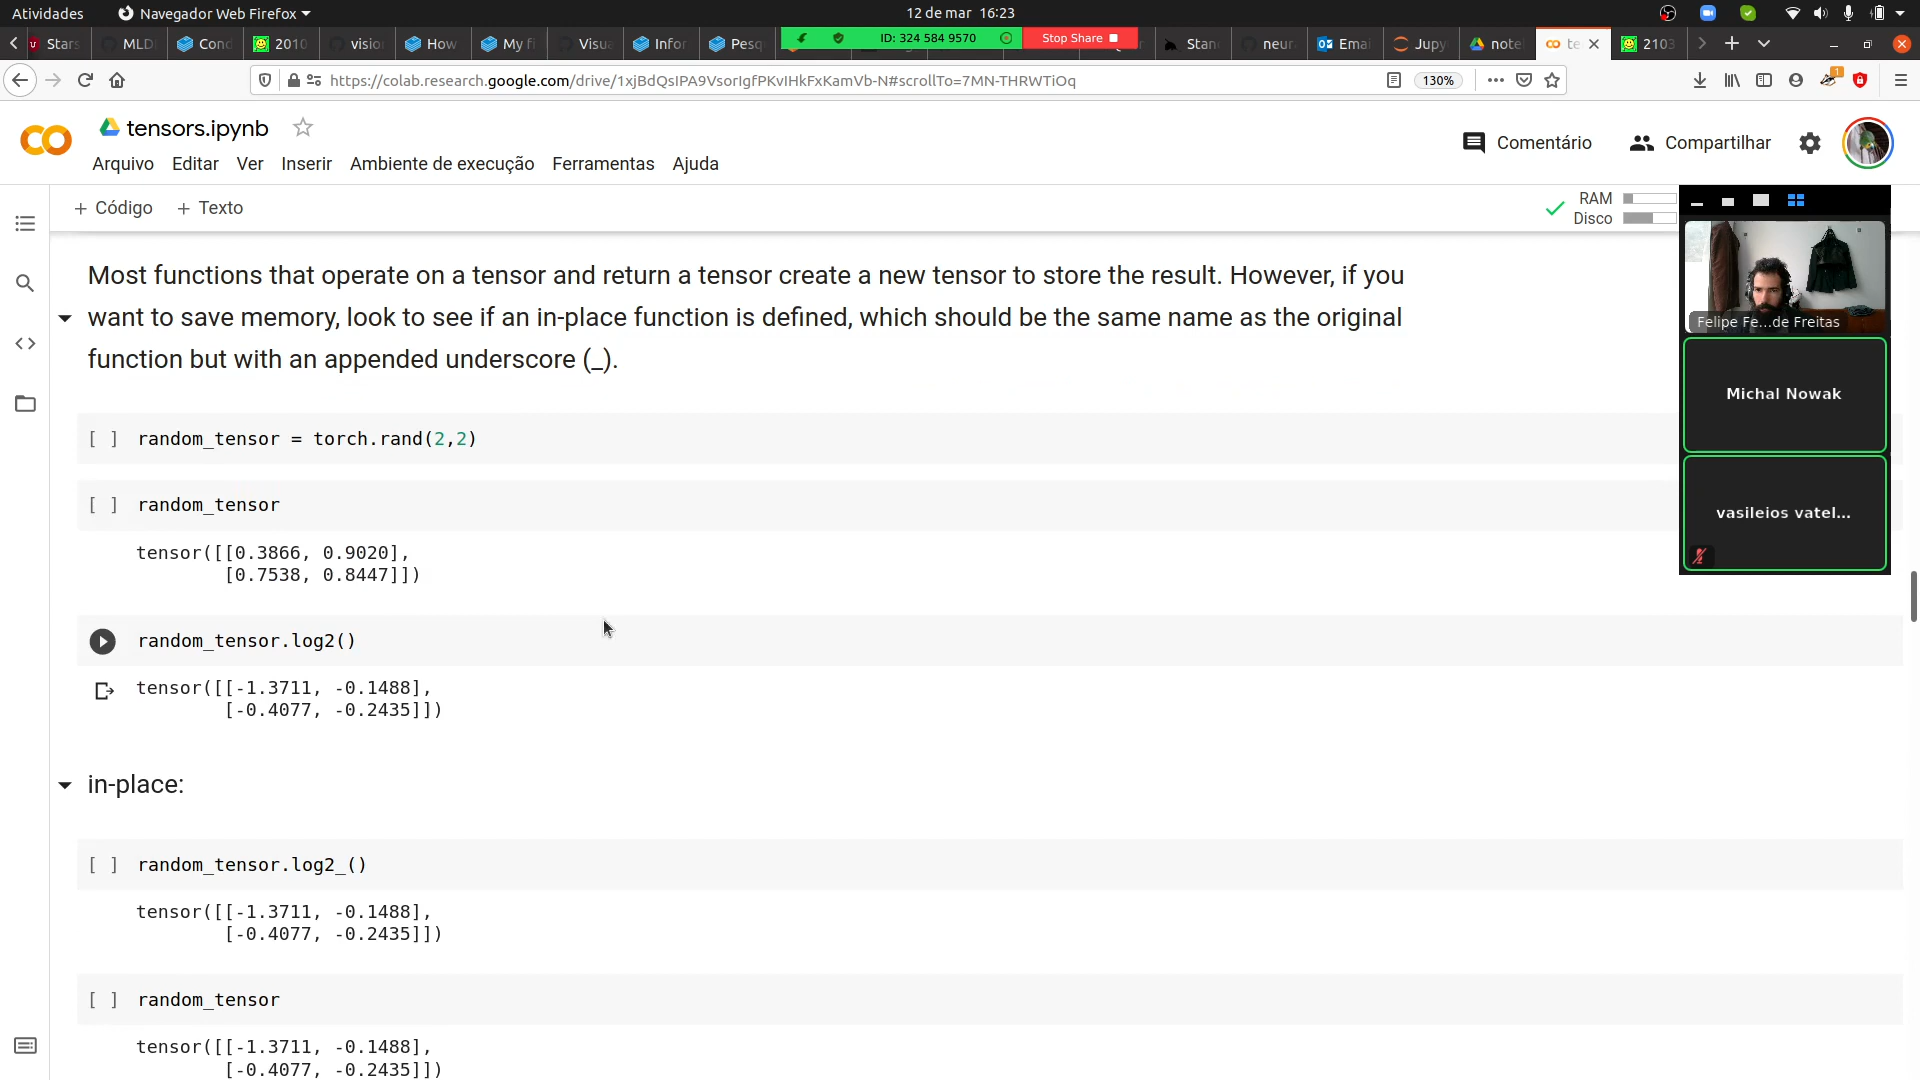 Atividades
Navegador Web Firefox
12 de mar 16:23
Stars
MLD
Cond
2010
visio
How
My fi
Visua
Infor
Pesq
ID: 324 584 9570
Stop Share
Stan
neur
Emai
Jupy
note
te
2103
https://colab.research.google.com/drive/1xjBdQsIPA9VsorIgfPKvIHkFxKamVb-N#scrollTo=7MN-THRWTiOq
130%
1
tensors.ipynb
Comentário
Compartilhar
Arquivo Editar Ver Inserir Ambiente de execução Ferramentas Ajuda
+ Código + Texto
RAM
Disco
Most functions that operate on a tensor and return a tensor create a new tensor to store the result. However, if you
want to save memory, look to see if an in-place function is defined, which should be the same name as the original
function but with an appended underscore (_).
Felipe Fe...de Freitas
Michal Nowak
vasileios vatel...
[ ] random_tensor = torch.rand(2,2)
[ ] random_tensor
tensor([[0.3866, 0.9020],
[0.7538, 0.8447]])
random_tensor.log2()
tensor([[-1.3711, -0.1488],
[-0.4077, -0.2435]])
in-place:
[ ] random_tensor.log2_()
tensor([[-1.3711, -0.1488],
[-0.4077, -0.2435]])
[ ] random_tensor
tensor([[-1.3711, -0.1488],
[-0.4077, -0.2435]])